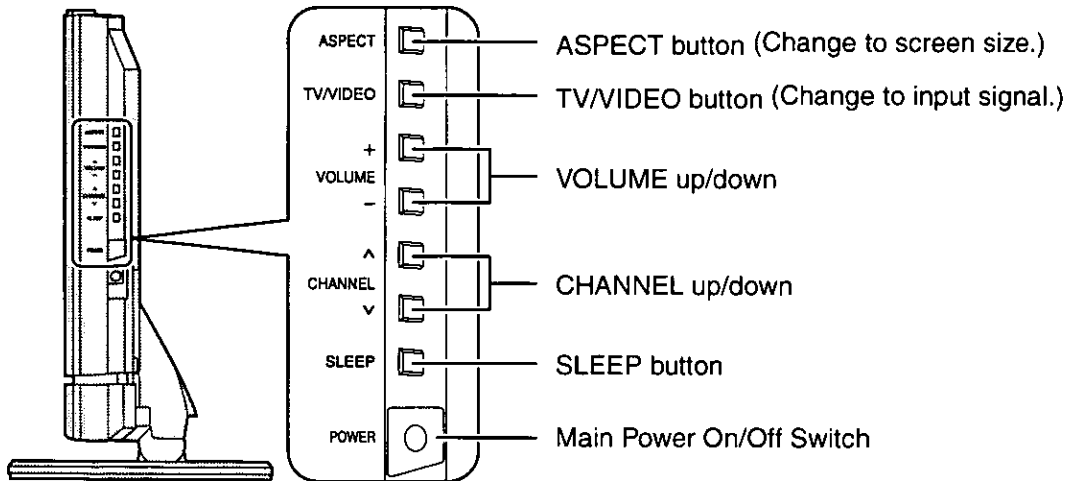 ASPECT
ASPECT button (Change to screen size.)
TV/VIDEO
TV/VIDEO button (Change to input signal.)
+
VOLUME
−
VOLUME up/down
∧
CHANNEL
∨
CHANNEL up/down
SLEEP
SLEEP button
POWER
Main Power On/Off Switch